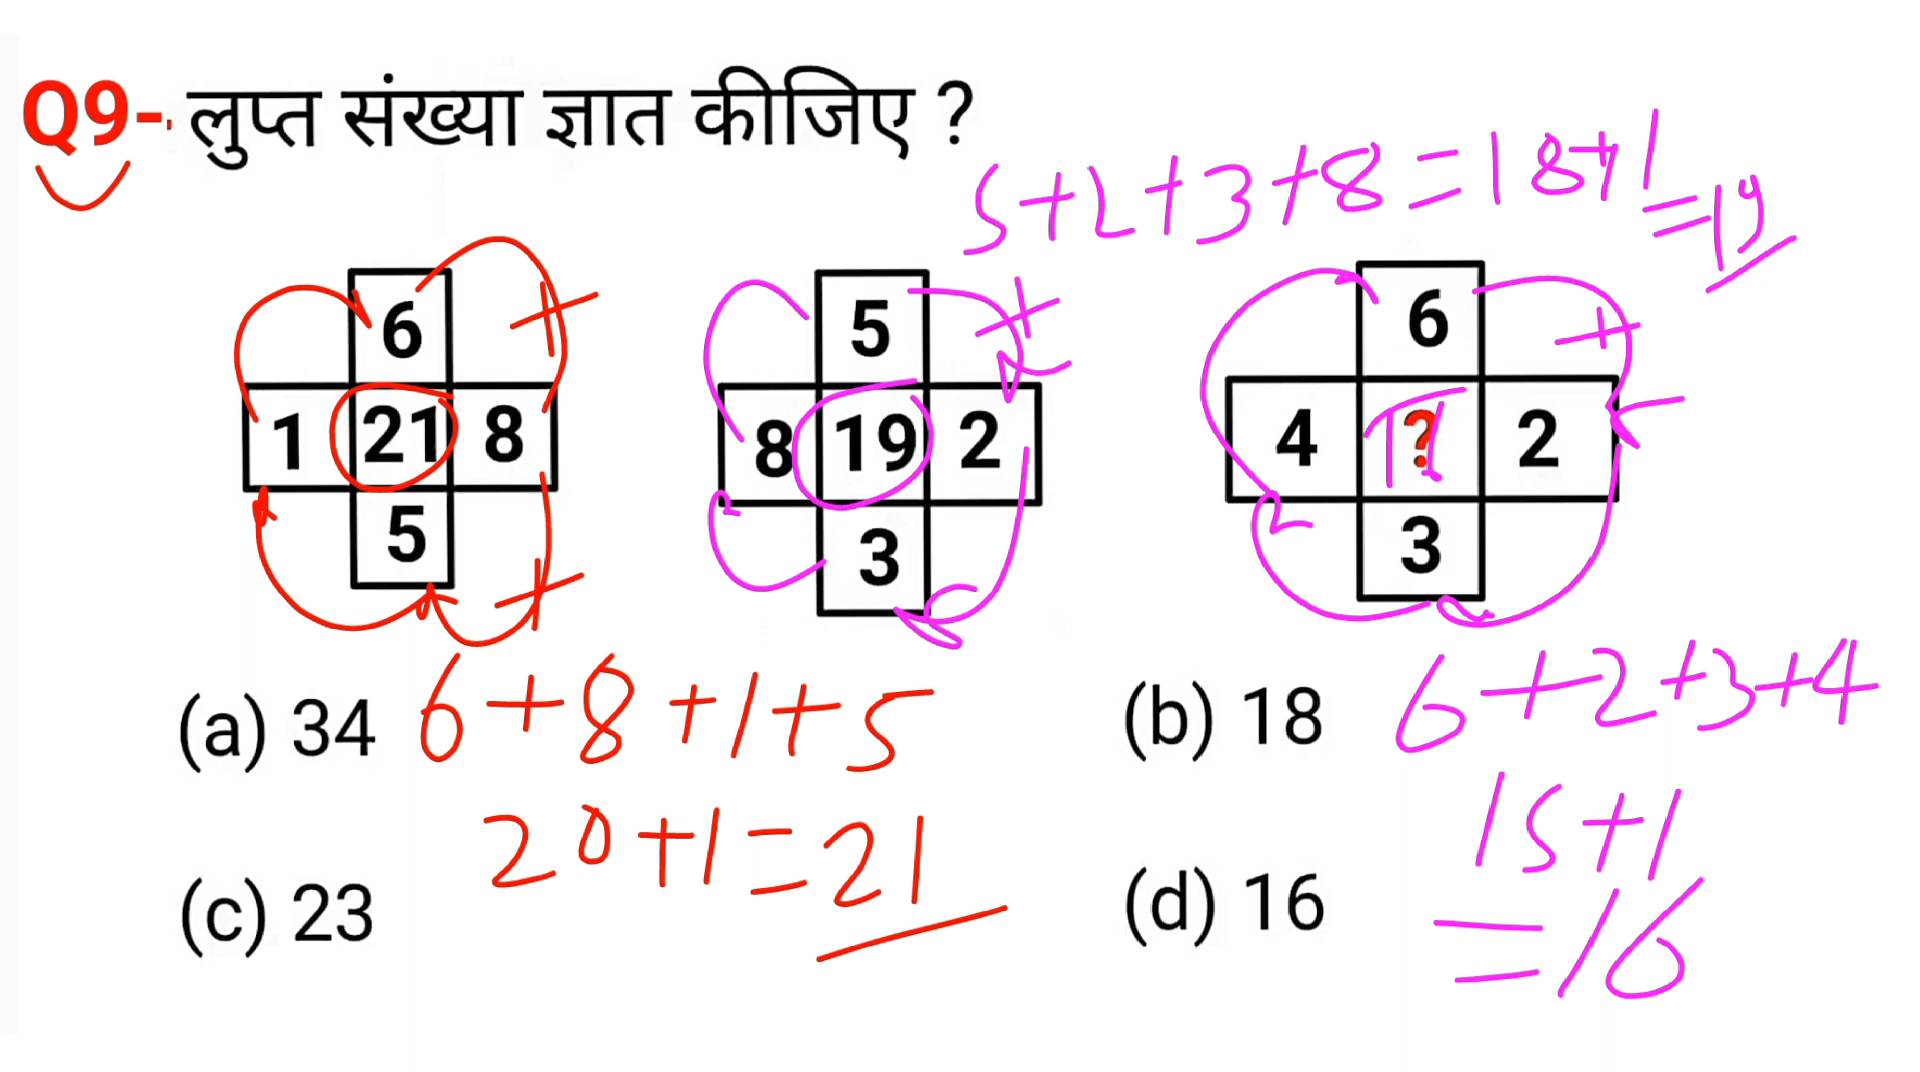 Q9- लुप्त संख्या ज्ञात कीजिए ?
5+2+3+8=18+1
=19
6 5 6
1 21 8 8 19 2 4 ? 2
5 3 3
(a) 34 6+8+1+5 (b) 18 6+2+3+4
20+1=21 15+1
(c) 23 (d) 16 =16